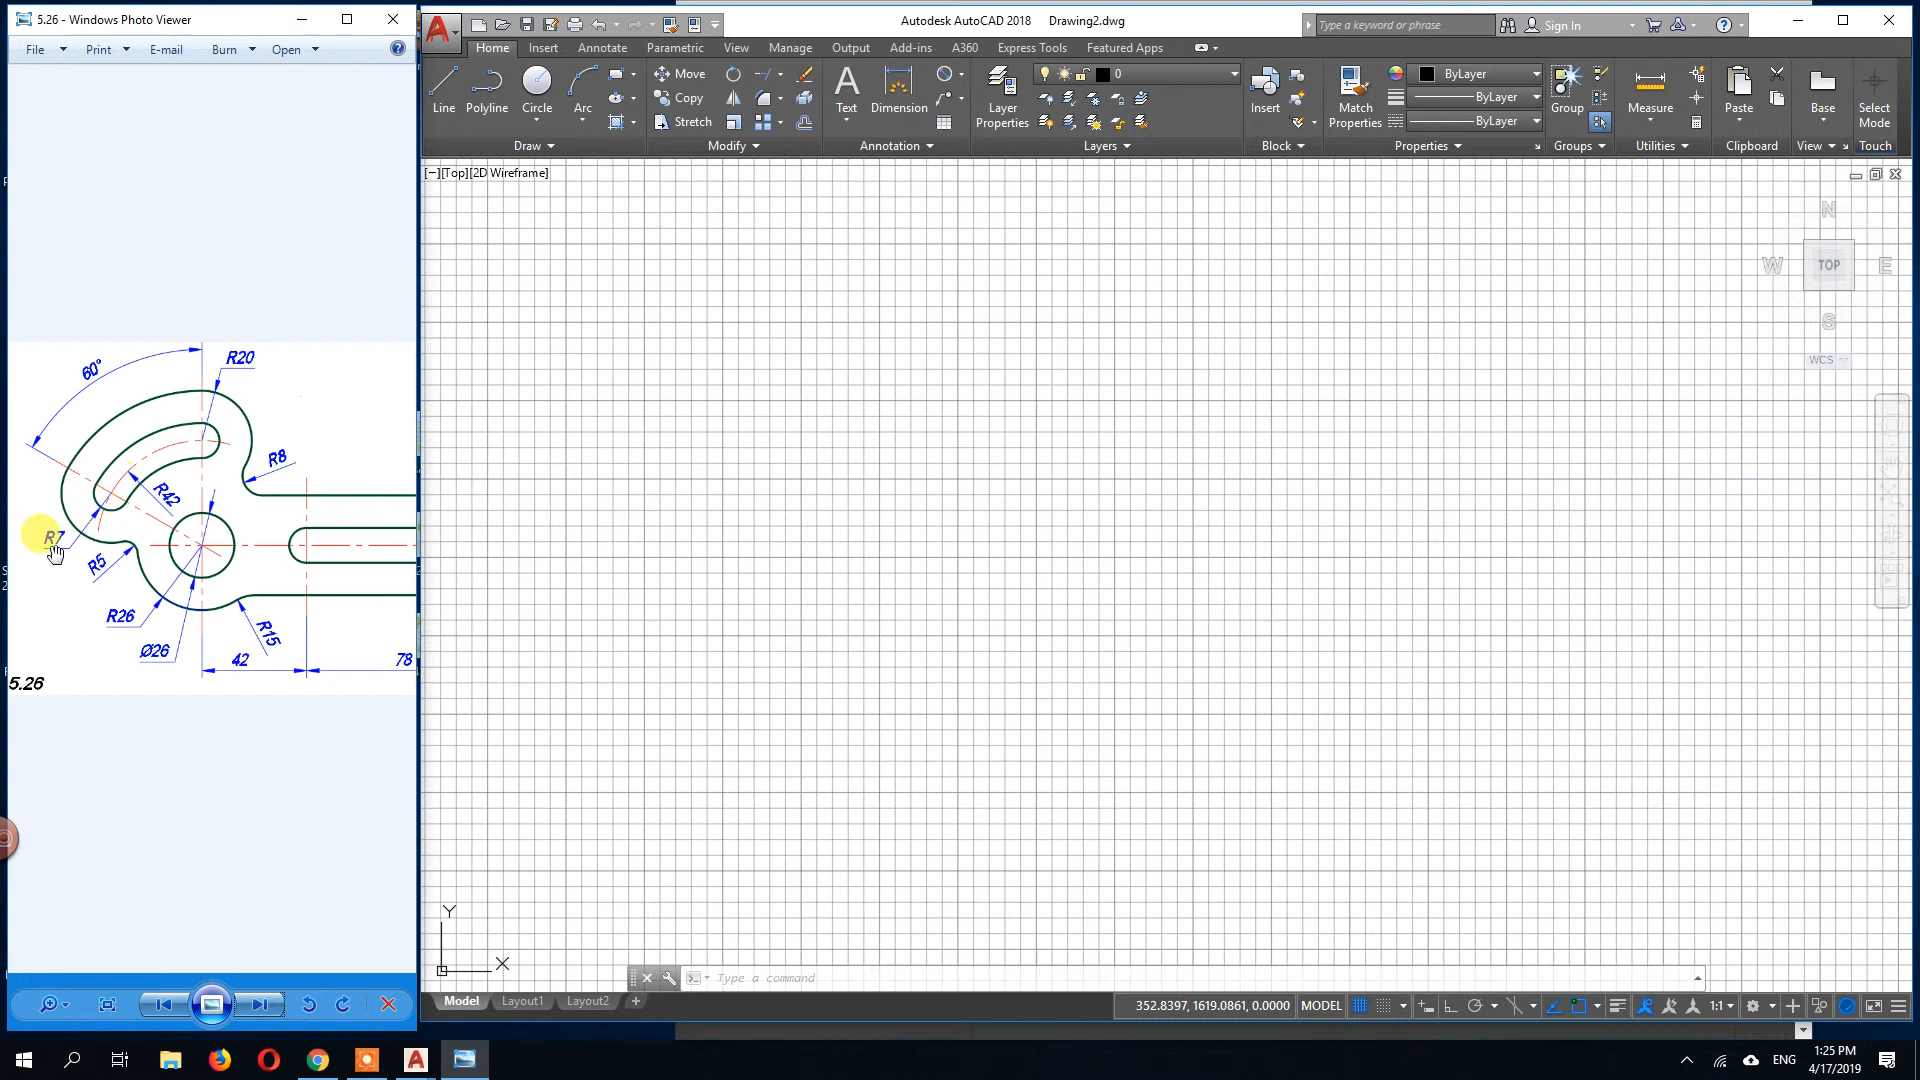 5.26 - Windows Photo Viewer
File Print E-mail Burn Open
60°
R20
R8
R42
R7
R5
R26
R15
Ø26
42 78
5.26
Autodesk AutoCAD 2018 Drawing2.dwg
Type a keyword or phrase Sign In
Home Insert Annotate Parametric View Manage Output Add-ins A360 Express Tools Featured Apps
Line Polyline Circle Arc
Move
Copy
Stretch
Text Dimension
Layer Properties
0
Insert
Match Properties
ByLayer
ByLayer
ByLayer
Group
Measure
Paste
Base
Select Mode
Draw Modify Annotation Layers Block Properties Groups Utilities Clipboard View Touch
[−][Top][2D Wireframe]
N
W TOP E
S
WCS
Y
X
Type a command
Model Layout1 Layout2 +
352.8397, 1619.0861, 0.0000 MODEL 1:1
ENG
1:25 PM
4/17/2019